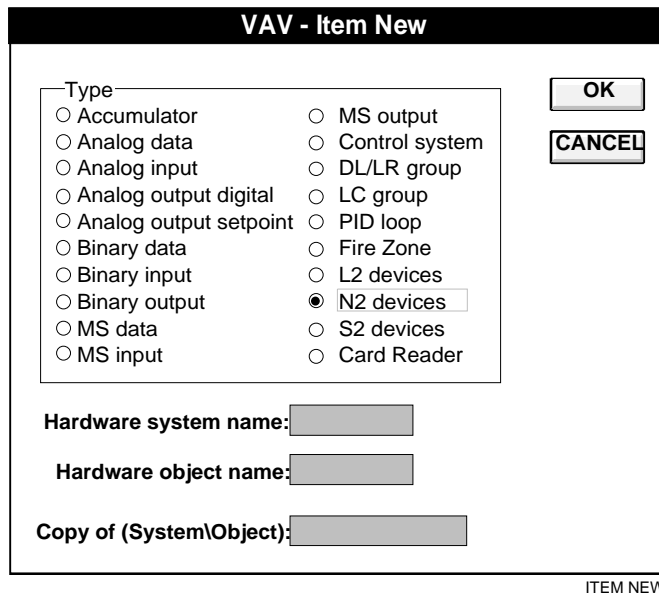 VAV - Item New
Type
Accumulator
Analog data
Analog input
Analog output digital
Analog output setpoint
Binary data
Binary input
Binary output
MS data
MS input
MS output
Control system
DL/LR group
LC group
PID loop
Fire Zone
L2 devices
N2 devices
S2 devices
Card Reader
OK
CANCEL
Hardware system name:
Hardware object name:
Copy of (System\Object):
ITEM NEW